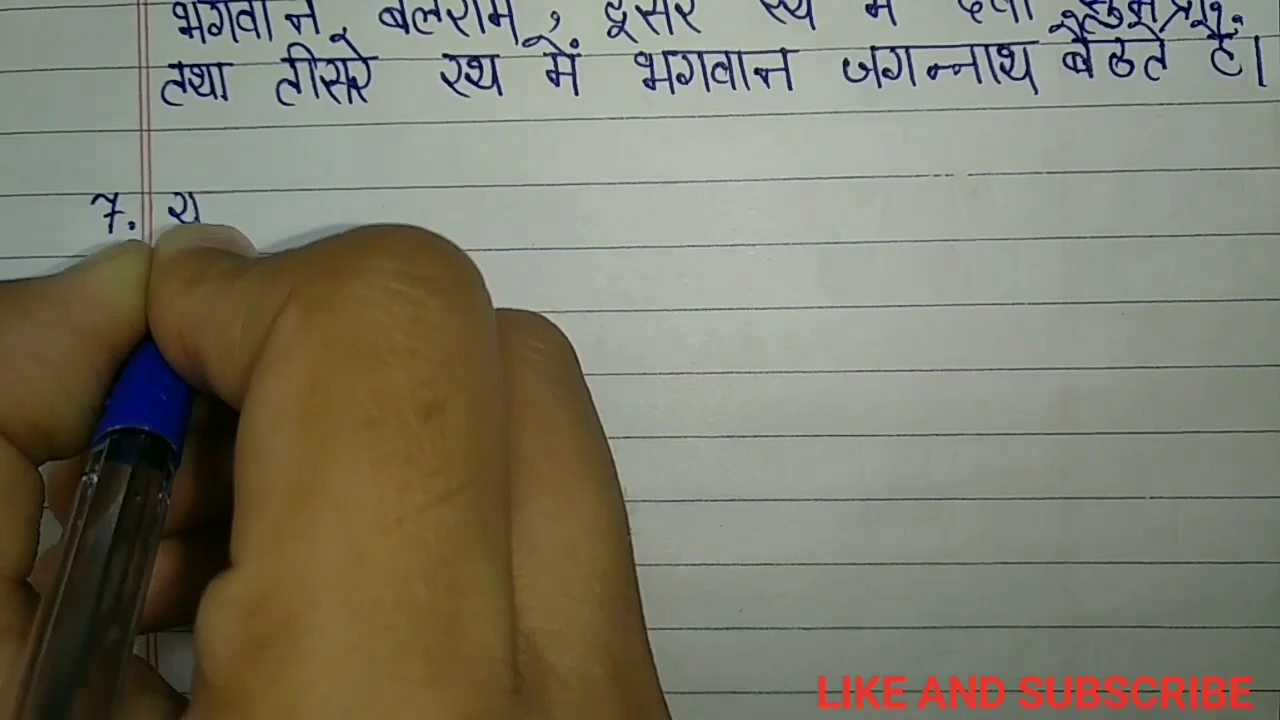 भगवान बलराम, दूसरे रथ में देवी सुभद्रा
तथा तीसरे रथ में भगवान जगन्नाथ बैठते हैं।
7. य
LIKE AND SUBSCRIBE